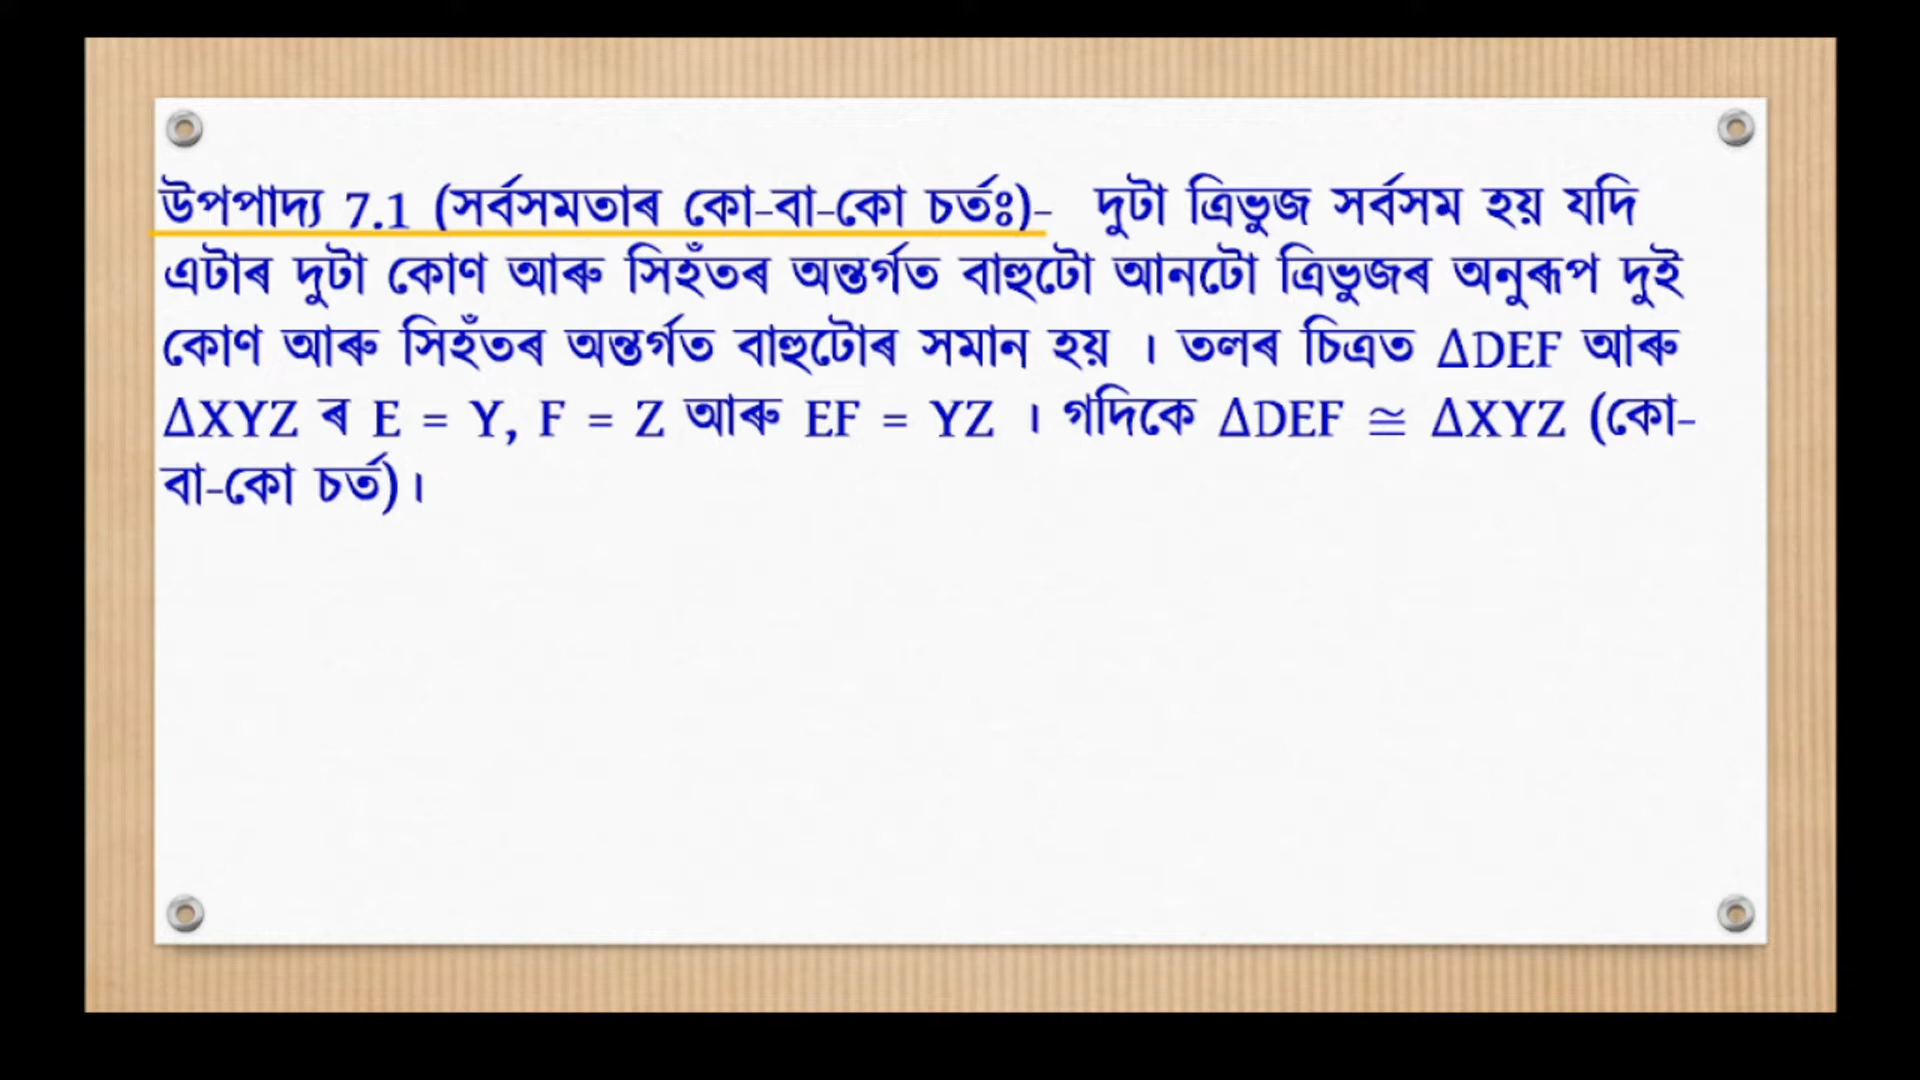 উপপাদ্য 7.1 (সৰ্বসমতাৰ কো-বা-কো চৰ্তঃ)- দুটা ত্ৰিভুজ সৰ্বসম হয় যদি
এটাৰ দুটা কোণ আৰু সিহঁতৰ অন্তৰ্গত বাহুটো আনটো ত্ৰিভুজৰ অনুৰূপ দুই
কোণ আৰু সিহঁতৰ অন্তৰ্গত বাহুটোৰ সমান হয় । তলৰ চিত্ৰত ΔDEF আৰু
ΔXYZ ৰ E = Y, F = Z আৰু EF = YZ । গদিকে ΔDEF ≅ ΔXYZ (কো-
বা-কো চৰ্ত)।